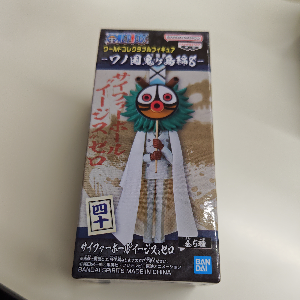 ONE PIECE
ワールドコレクタブルフィギュア
-ワノ国鬼ヶ島編8-
サイファーポール
"イージス"ゼロ
四十
サイファーポール"イージス"ゼロ
全5種
BANDAI SPIRITS MADE IN CHINA
BANDAI